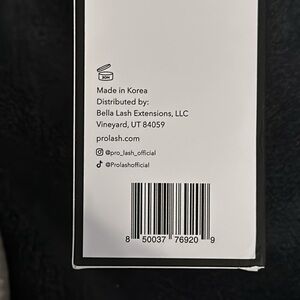 Made in Korea
Distributed by:
Bella Lash Extensions, LLC
Vineyard, UT 84059
prolash.com
@pro_lash_official
@Prolashofficial
8 50037 76920 9